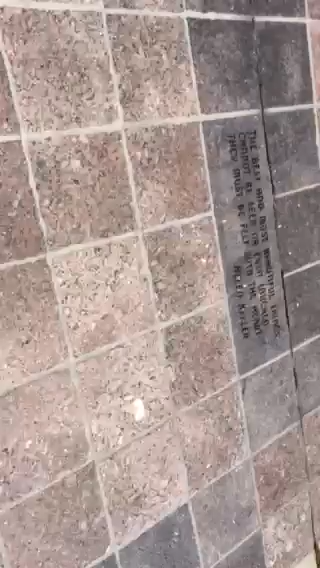 THE BEST AND MOST BEAUTIFUL THINGS
CANNOT BE SEEN OR EVEN TOUCHED
THEY MUST BE FELT WITH THE HEART
HELEN KELLER